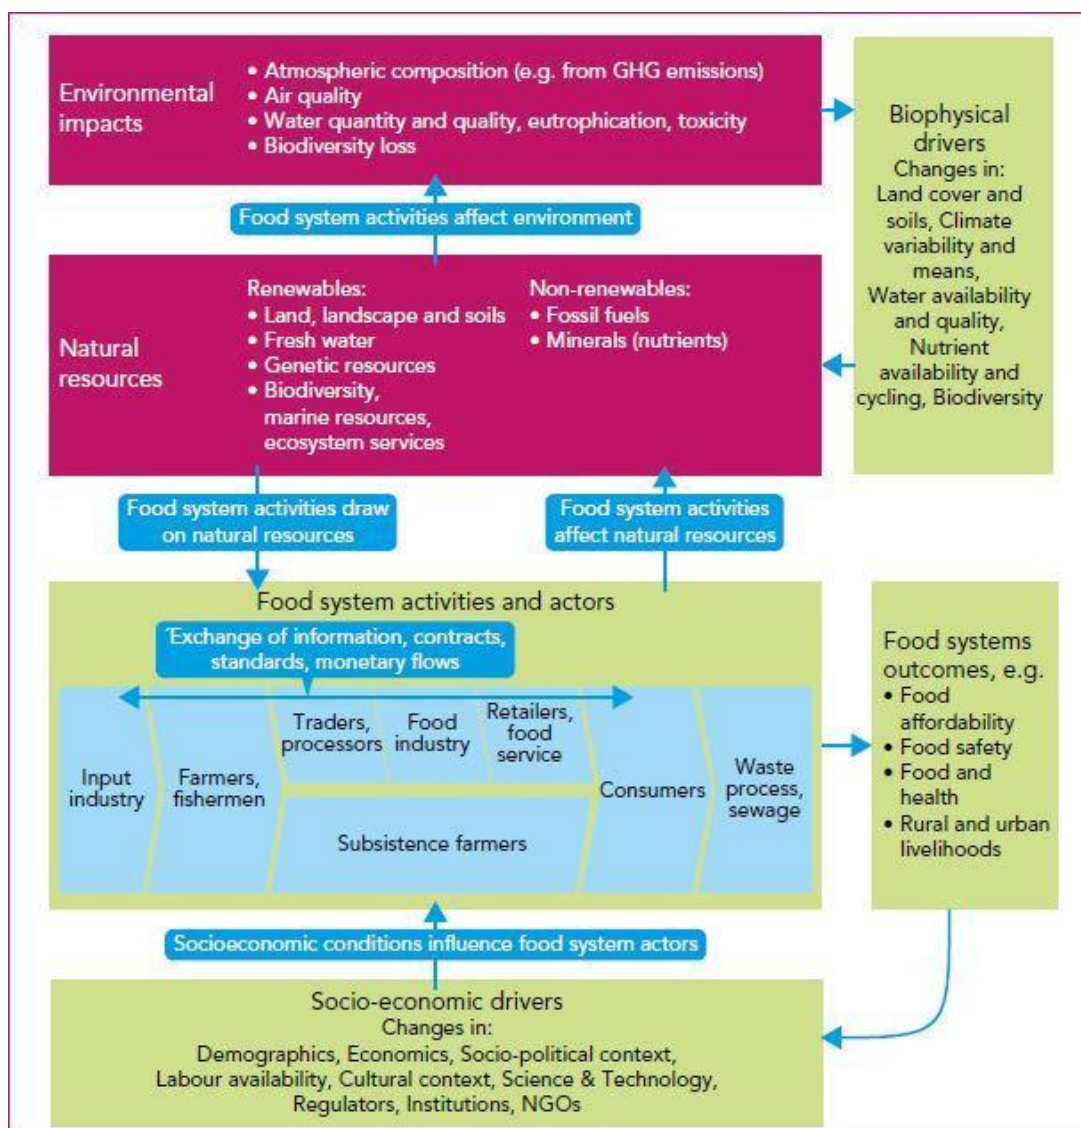 Environmental
impacts
• Atmospheric composition (e.g. from GHG emissions)
• Air quality
• Water quantity and quality, eutrophication, toxicity
• Biodiversity loss
Biophysical
drivers
Changes in:
Land cover and
soils, Climate
variability and
means,
Water availability
and quality,
Nutrient
availability and
cycling, Biodiversity
Food system activities affect environment
Natural
resources
Renewables:
• Land, landscape and soils
• Fresh water
• Genetic resources
• Biodiversity,
marine resources,
ecosystem services
Non-renewables:
• Fossil fuels
• Minerals (nutrients)
Food system activities draw
on natural resources
Food system activities
affect natural resources
Food system activities and actors
'Exchange of information, contracts,
standards, monetary flows
Input
industry
Farmers,
fishermen
Traders,
processors
Food
industry
Retailers,
food
service
Subsistence farmers
Consumers
Waste
process,
sewage
Food systems
outcomes, e.g.
• Food
affordability
• Food safety
• Food and
health
• Rural and urban
livelihoods
Socioeconomic conditions influence food system actors
Socio-economic drivers
Changes in:
Demographics, Economics, Socio-political context,
Labour availability, Cultural context, Science & Technology,
Regulators, Institutions, NGOs